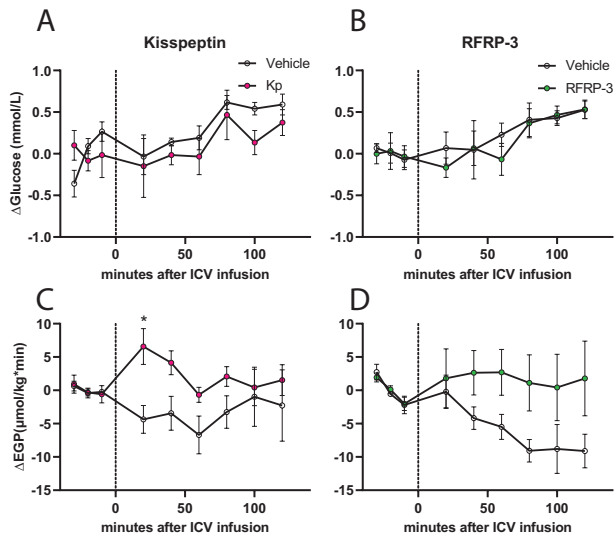 A
B
Kisspeptin
RFRP-3
Vehicle
Kp
Vehicle
RFRP-3
ΔGlucose (mmol/L)
1.0
0.5
0.0
-0.5
-1.0
0
50
100
minutes after ICV infusion
1.0
0.5
0.0
-0.5
-1.0
0
50
100
minutes after ICV infusion
C
D
*
ΔEGP(μmol/kg*min)
10
5
0
-5
-10
-15
0
50
100
minutes after ICV infusion
10
5
0
-5
-10
-15
0
50
100
minutes after ICV infusion